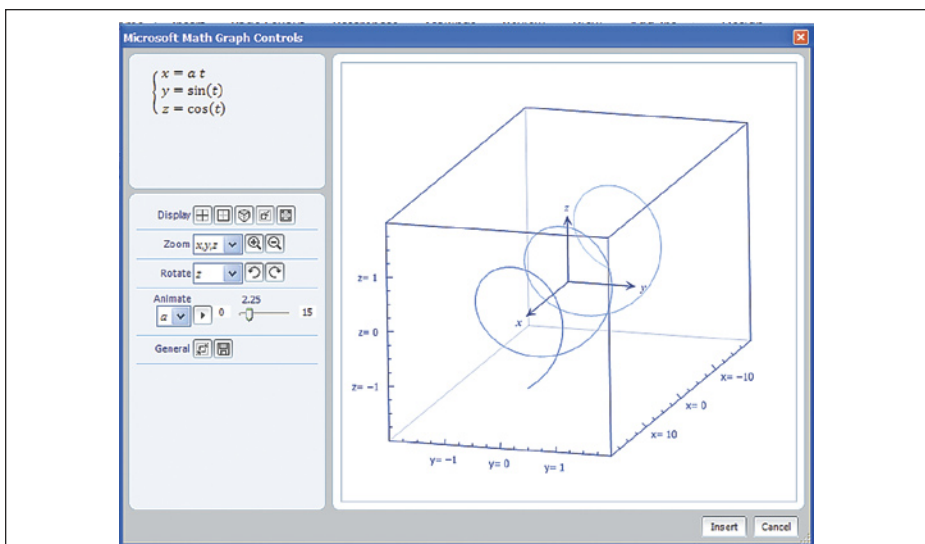 Microsoft Math Graph Controls
x = a t
y = sin(t)
z = cos(t)
Display
Zoom x,y,z
Rotate z
Animate
2.25
a 0 15
General
z
y
x
z= 1
z= 0
z= -1
y= -1
y= 0
y= 1
x= 10
x= 0
x= -10
Insert Cancel